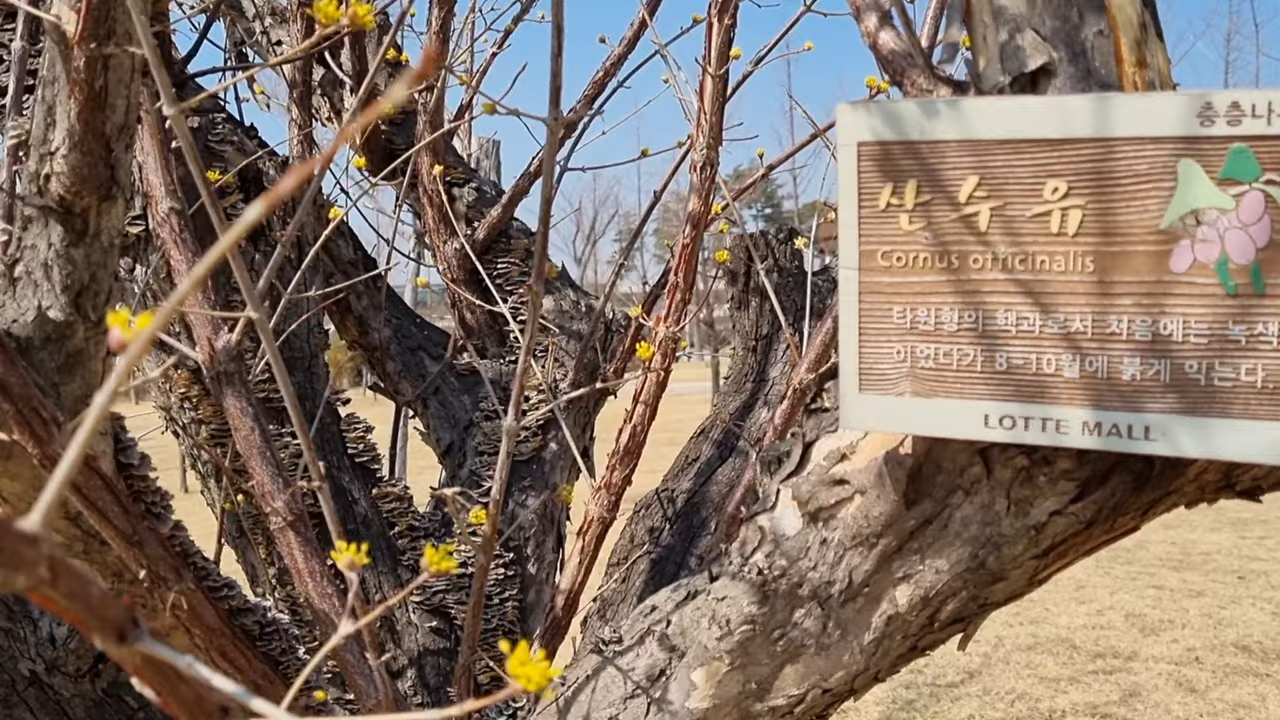 층층나
산수유
Cornus officinalis
타원형의 핵과로서 처음에는 녹색
이었다가 8~10월에 붉게 익는다.
LOTTE MALL